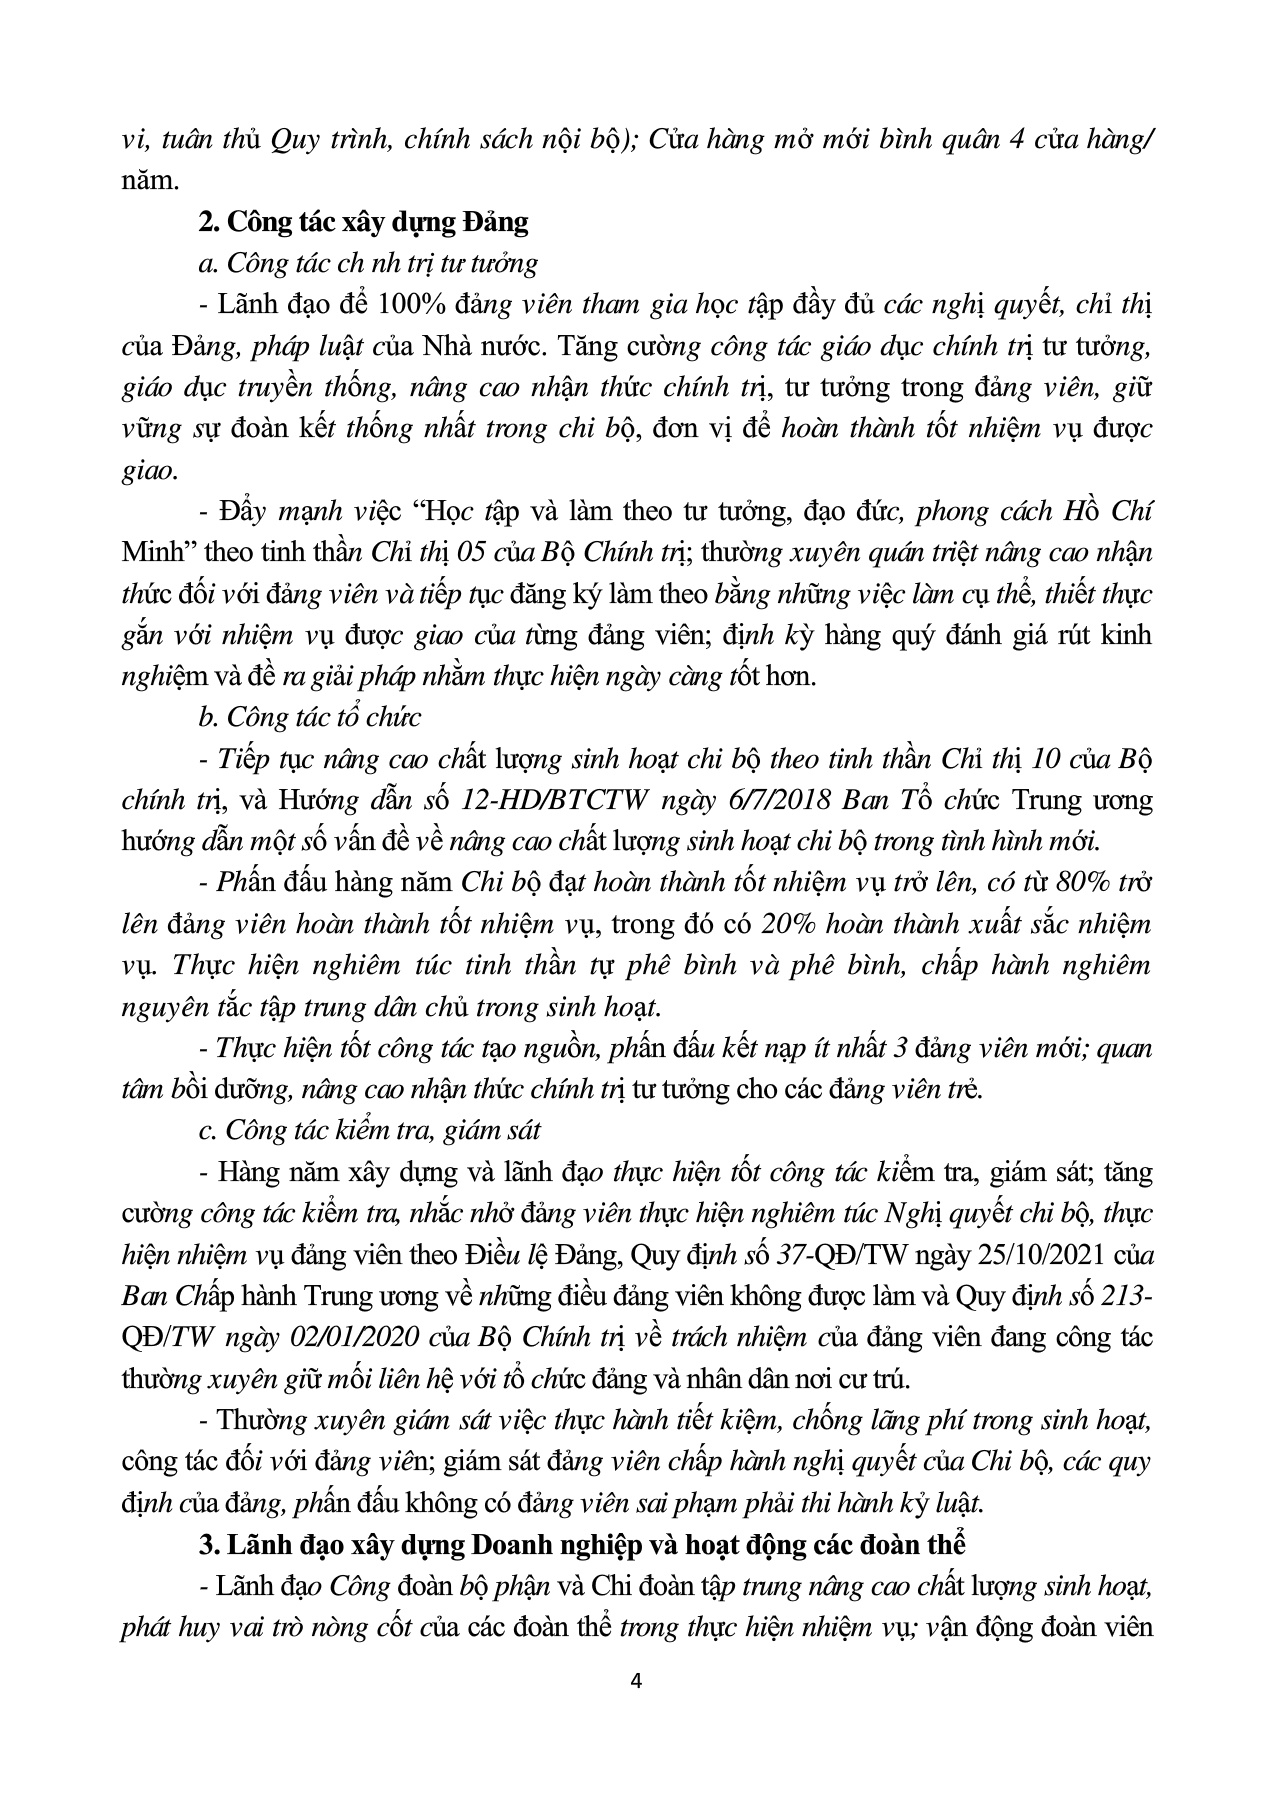 vi, tuân thủ Quy trình, chính sách nội bộ); Cửa hàng mở mới bình quân 4 cửa hàng/
năm.
2. Công tác xây dựng Đảng
a. Công tác ch nh trị tư tưởng
- Lãnh đạo để 100% đảng viên tham gia học tập đầy đủ các nghị quyết, chỉ thị
của Đảng, pháp luật của Nhà nước. Tăng cường công tác giáo dục chính trị tư tưởng,
giáo dục truyền thống, nâng cao nhận thức chính trị, tư tưởng trong đảng viên, giữ
vững sự đoàn kết thống nhất trong chi bộ, đơn vị để hoàn thành tốt nhiệm vụ được
giao.
- Đẩy mạnh việc “Học tập và làm theo tư tưởng, đạo đức, phong cách Hồ Chí
Minh” theo tinh thần Chỉ thị 05 của Bộ Chính trị; thường xuyên quán triệt nâng cao nhận
thức đối với đảng viên và tiếp tục đăng ký làm theo bằng những việc làm cụ thể, thiết thực
gắn với nhiệm vụ được giao của từng đảng viên; định kỳ hàng quý đánh giá rút kinh
nghiệm và đề ra giải pháp nhằm thực hiện ngày càng tốt hơn.
b. Công tác tổ chức
- Tiếp tục nâng cao chất lượng sinh hoạt chi bộ theo tinh thần Chỉ thị 10 của Bộ
chính trị, và Hướng dẫn số 12-HD/BTCTW ngày 6/7/2018 Ban Tổ chức Trung ương
hướng dẫn một số vấn đề về nâng cao chất lượng sinh hoạt chi bộ trong tình hình mới.
- Phấn đấu hàng năm Chi bộ đạt hoàn thành tốt nhiệm vụ trở lên, có từ 80% trở
lên đảng viên hoàn thành tốt nhiệm vụ, trong đó có 20% hoàn thành xuất sắc nhiệm
vụ. Thực hiện nghiêm túc tinh thần tự phê bình và phê bình, chấp hành nghiêm
nguyên tắc tập trung dân chủ trong sinh hoạt.
- Thực hiện tốt công tác tạo nguồn, phấn đấu kết nạp ít nhất 3 đảng viên mới; quan
tâm bồi dưỡng, nâng cao nhận thức chính trị tư tưởng cho các đảng viên trẻ.
c. Công tác kiểm tra, giám sát
- Hàng năm xây dựng và lãnh đạo thực hiện tốt công tác kiểm tra, giám sát; tăng
cường công tác kiểm tra, nhắc nhở đảng viên thực hiện nghiêm túc Nghị quyết chi bộ, thực
hiện nhiệm vụ đảng viên theo Điều lệ Đảng, Quy định số 37-QĐ/TW ngày 25/10/2021 của
Ban Chấp hành Trung ương về những điều đảng viên không được làm và Quy định số 213-
QĐ/TW ngày 02/01/2020 của Bộ Chính trị về trách nhiệm của đảng viên đang công tác
thường xuyên giữ mối liên hệ với tổ chức đảng và nhân dân nơi cư trú.
- Thường xuyên giám sát việc thực hành tiết kiệm, chống lãng phí trong sinh hoạt,
công tác đối với đảng viên; giám sát đảng viên chấp hành nghị quyết của Chi bộ, các quy
định của đảng, phấn đấu không có đảng viên sai phạm phải thi hành kỷ luật.
3. Lãnh đạo xây dựng Doanh nghiệp và hoạt động các đoàn thể
- Lãnh đạo Công đoàn bộ phận và Chi đoàn tập trung nâng cao chất lượng sinh hoạt,
phát huy vai trò nòng cốt của các đoàn thể trong thực hiện nhiệm vụ; vận động đoàn viên
4